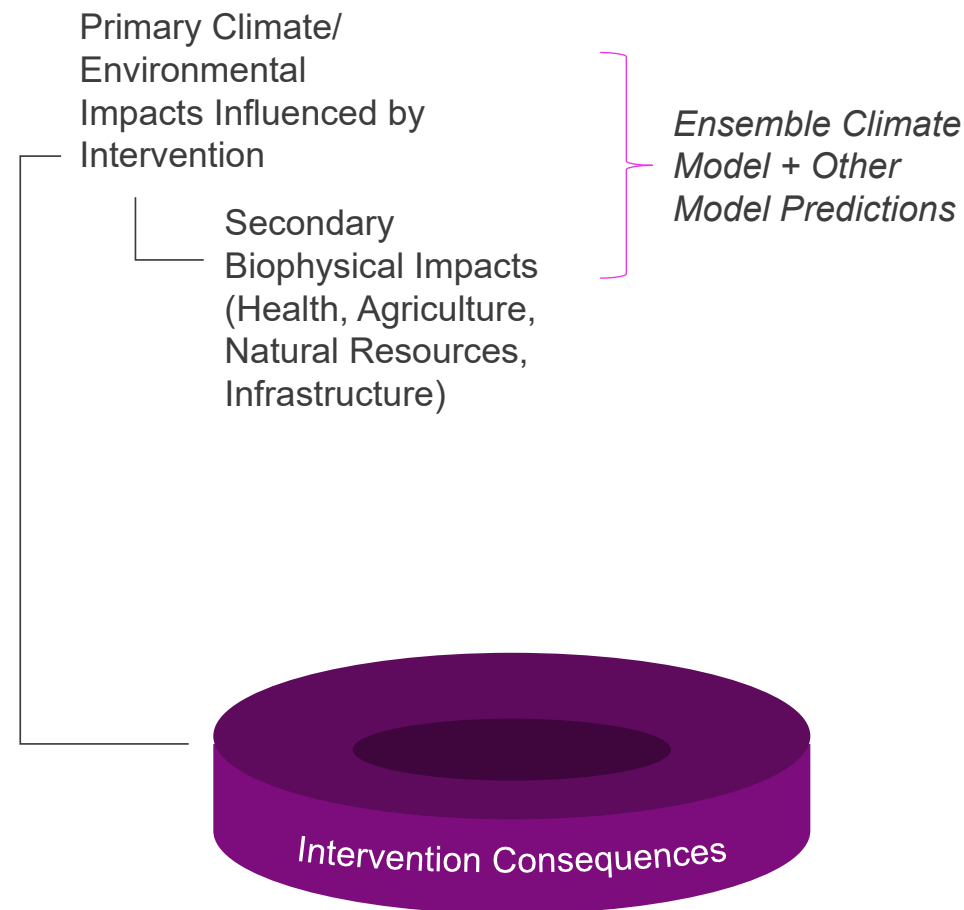 Primary Climate/
Environmental
Impacts Influenced by
Intervention
Ensemble Climate
Model + Other
Model Predictions
Secondary
Biophysical Impacts
(Health, Agriculture,
Natural Resources,
Infrastructure)
Intervention Consequences